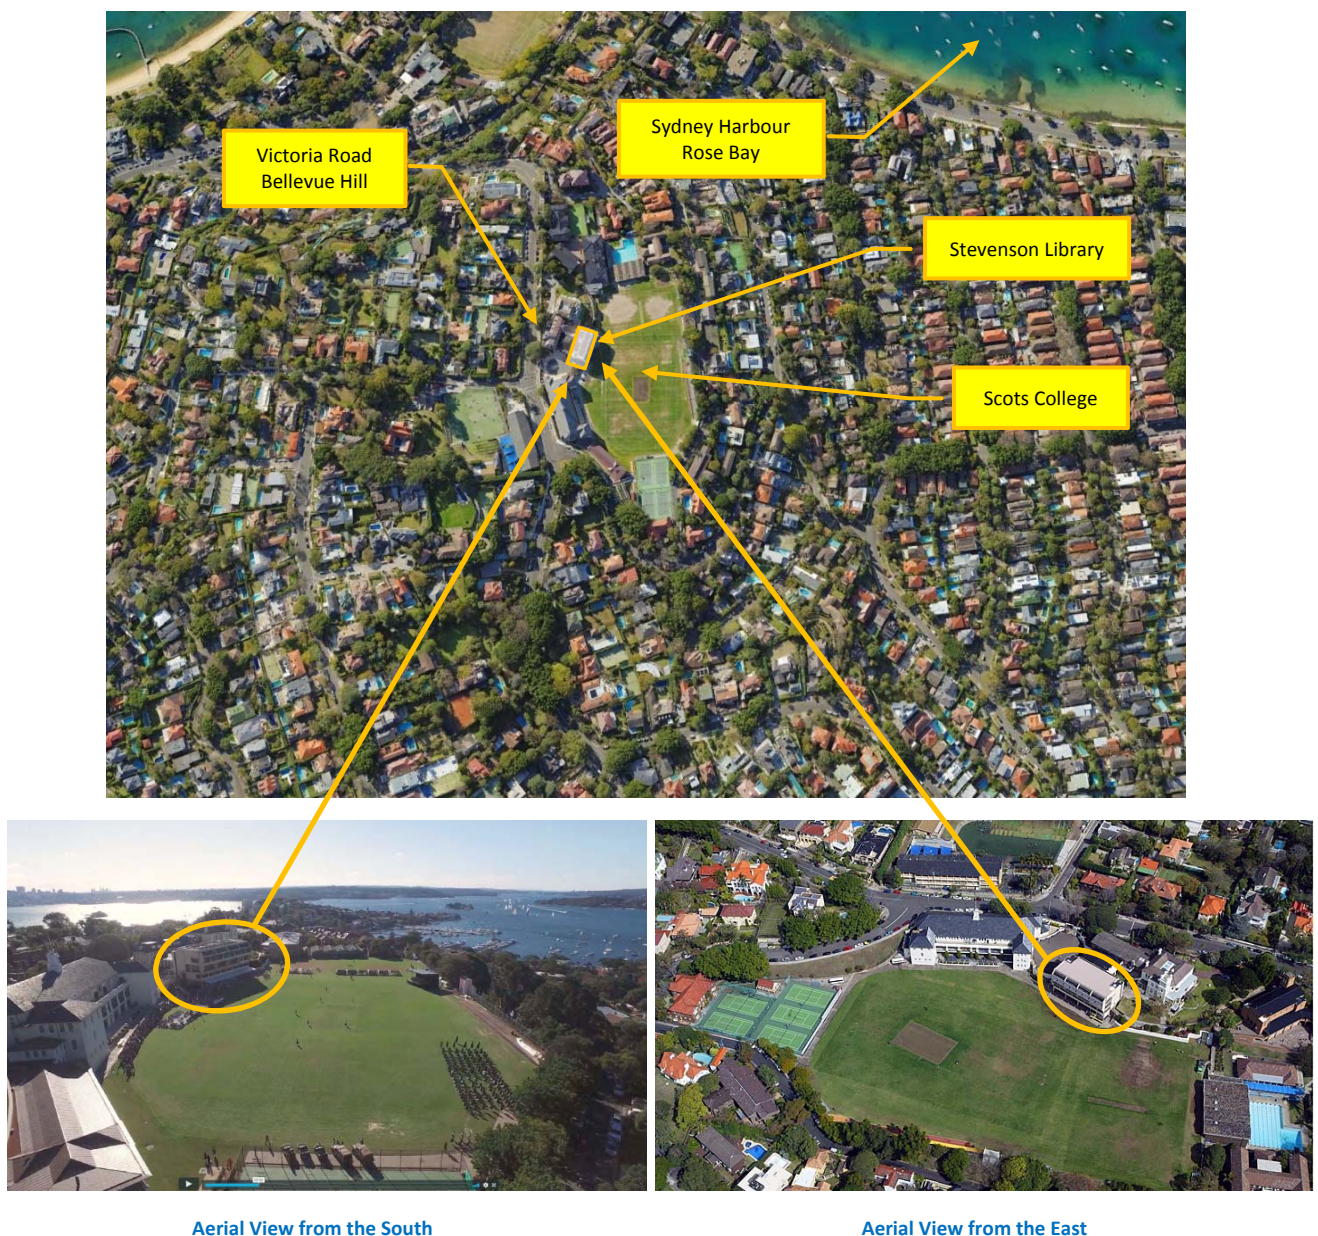 Sydney Harbour
Rose Bay
Victoria Road
Bellevue Hill
Stevenson Library
Scots College
Aerial View from the South
Aerial View from the East